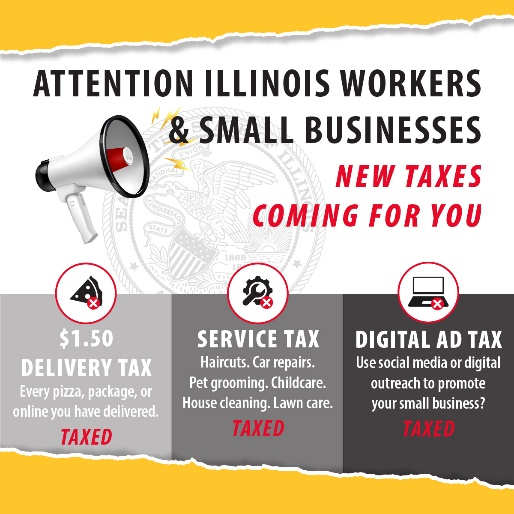 ATTENTION ILLINOIS WORKERS
& SMALL BUSINESSES
NEW TAXES
COMING FOR YOU
$1.50
DELIVERY TAX
Every pizza, package, or
online you have delivered.
TAXED
SERVICE TAX
Haircuts. Car repairs.
Pet grooming. Childcare.
House cleaning. Lawn care.
TAXED
DIGITAL AD TAX
Use social media or digital
outreach to promote
your small business?
TAXED